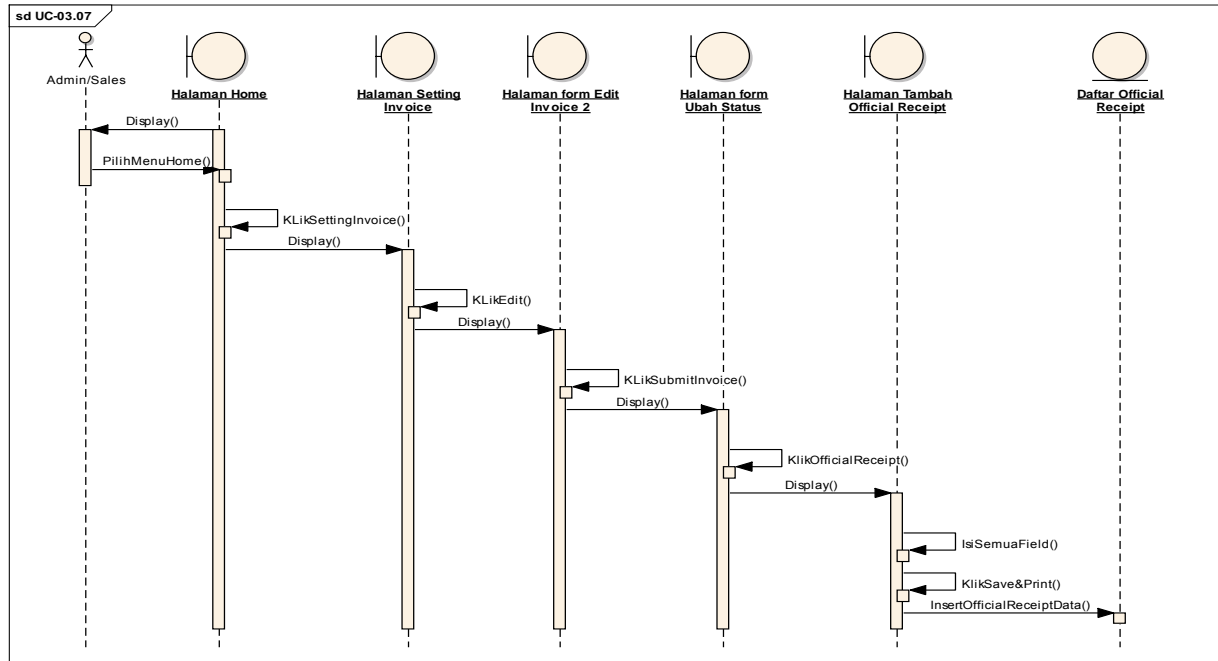 sd UC-03.07
Admin/Sales
Halaman Home
Halaman Setting
Invoice
Halaman form Edit
Invoice 2
Halaman form
Ubah Status
Halaman Tambah
Official Receipt
Daftar Official
Receipt
Display()
PilihMenuHome()
KLikSettingInvoice()
Display()
KLikEdit()
Display()
KLikSubmitInvoice()
Display()
KlikOfficialReceipt()
Display()
IsiSemuaField()
KlikSave&Print()
InsertOfficialReceiptData()